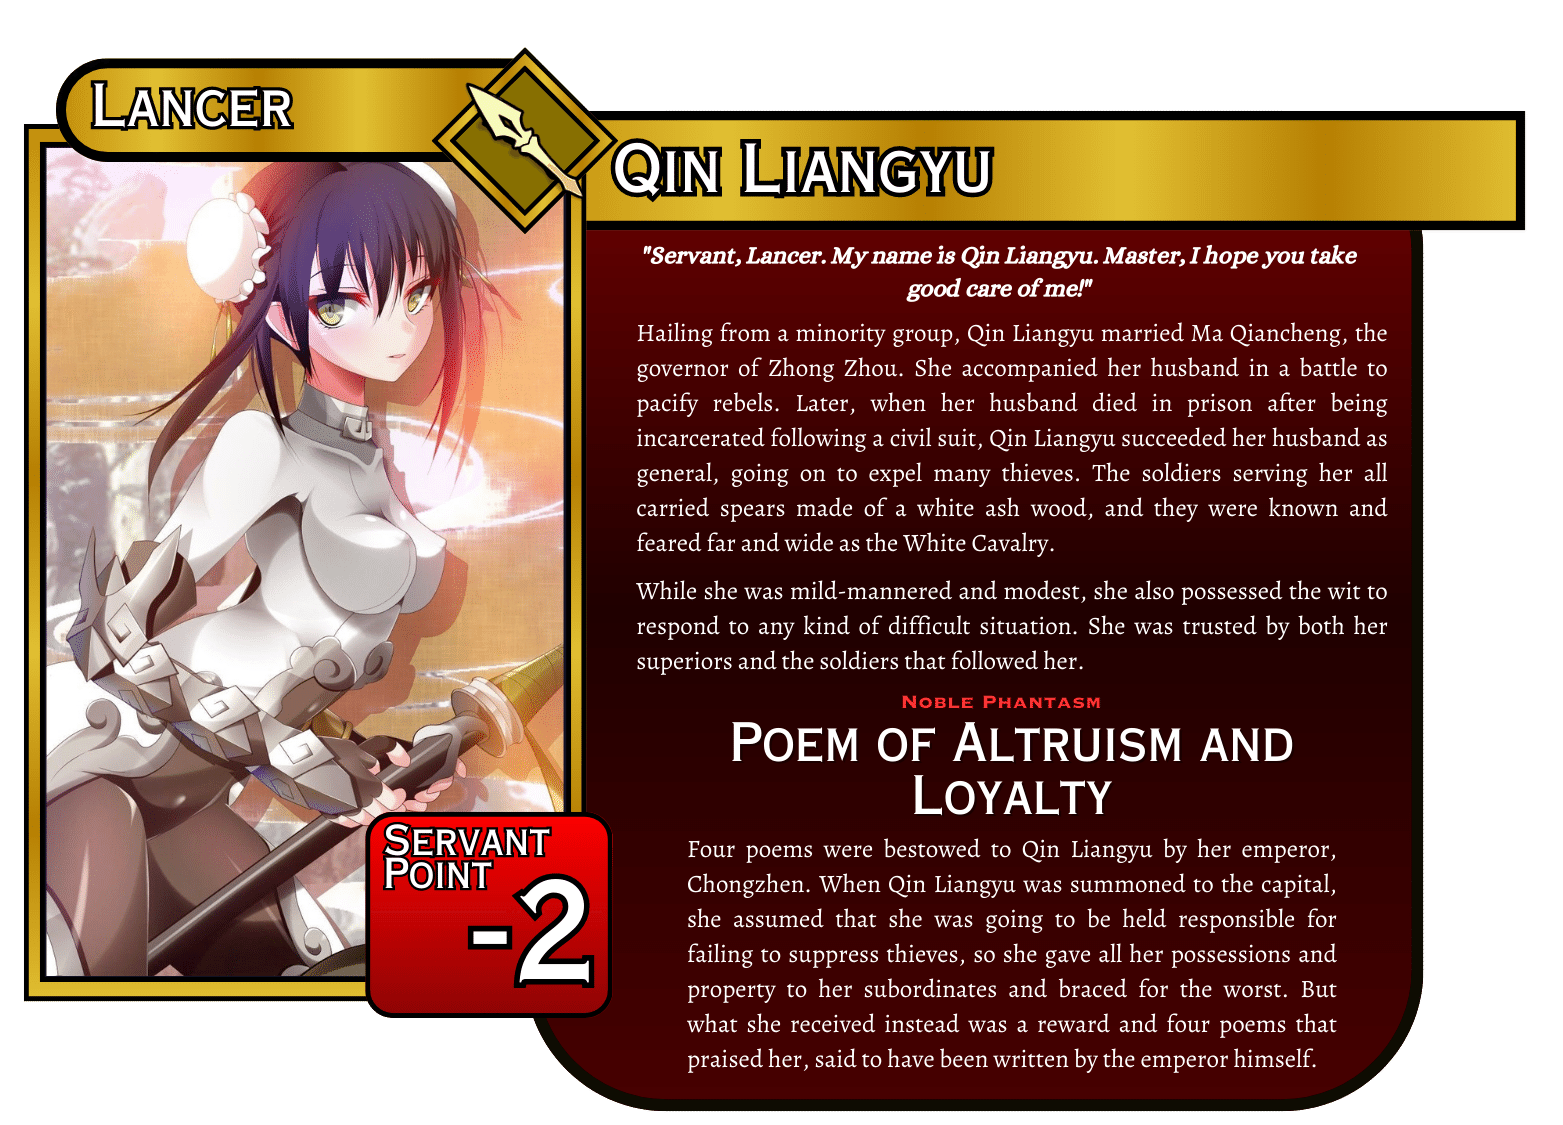 Lancer
Qin Liangyu
"Servant, Lancer. My name is Qin Liangyu. Master, I hope you take
good care of me!"
Hailing from a minority group, Qin Liangyu married Ma Qiancheng, the
governor of Zhong Zhou. She accompanied her husband in a battle to
pacify rebels. Later, when her husband died in prison after being
incarcerated following a civil suit, Qin Liangyu succeeded her husband as
general, going on to expel many thieves. The soldiers serving her all
carried spears made of a white ash wood, and they were known and
feared far and wide as the White Cavalry.
While she was mild-mannered and modest, she also possessed the wit to
respond to any kind of difficult situation. She was trusted by both her
superiors and the soldiers that followed her.
Noble Phantasm
Poem of Altruism and
Loyalty
Four poems were bestowed to Qin Liangyu by her emperor,
Chongzhen. When Qin Liangyu was summoned to the capital,
she assumed that she was going to be held responsible for
failing to suppress thieves, so she gave all her possessions and
property to her subordinates and braced for the worst. But
what she received instead was a reward and four poems that
praised her, said to have been written by the emperor himself.
Servant
Point
-2